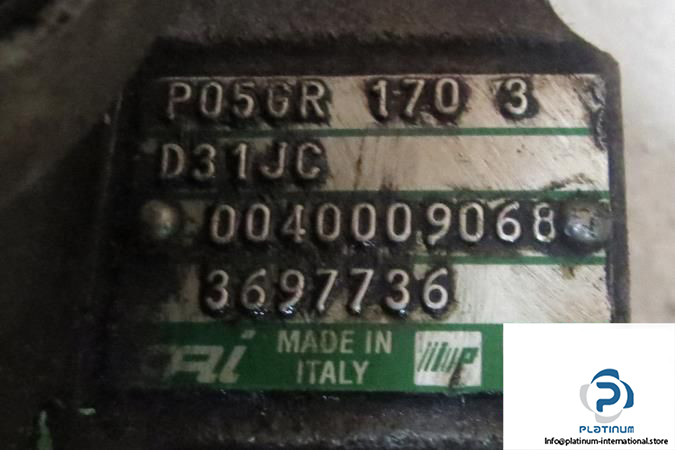 P05GR 170 3
D31JC
0040009068
3697736
MADE IN
ITALY
PLATINUM
Info@platinum-international.store